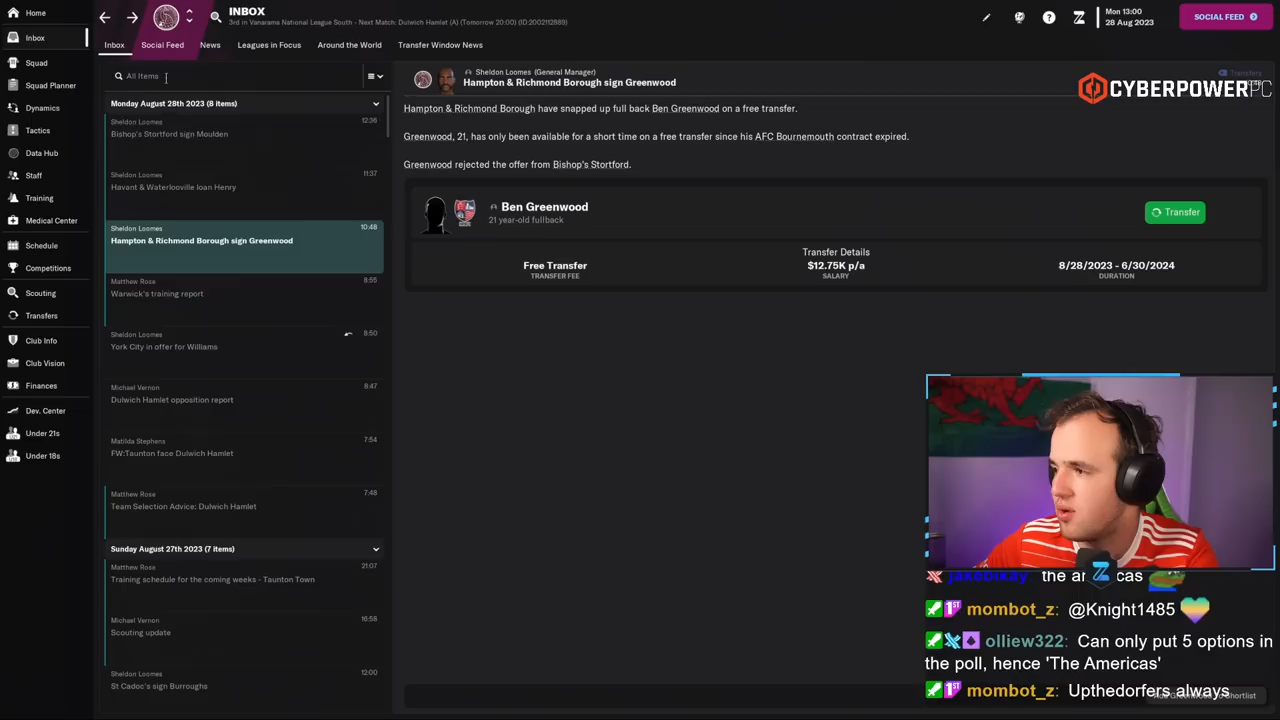 Home
Inbox
Squad
Squad Planner
Dynamics
Tactics
Data Hub
Staff
Training
Medical Center
Schedule
Competitions
Scouting
Transfers
Club Info
Club Vision
Finances
Dev. Center
Under 21s
Under 18s
INBOX
3rd in Vanarama National League South - Next Match: Dulwich Hamlet (A) (Tomorrow 20:00) (ID:2002112889)
Mon 13:00
28 Aug 2023
SOCIAL FEED
Inbox
Social Feed
News
Leagues in Focus
Around the World
Transfer Window News
All Items
Monday August 28th 2023 (8 items)
Sheldon Loomes 12:36
Bishop's Stortford sign Moulden
Sheldon Loomes 11:37
Havant & Waterlooville loan Henry
Sheldon Loomes 10:48
Hampton & Richmond Borough sign Greenwood
Matthew Rose 8:55
Warwick's training report
Sheldon Loomes 8:50
York City in offer for Williams
Michael Vernon 8:47
Dulwich Hamlet opposition report
Matilda Stephens 7:54
FW:Taunton face Dulwich Hamlet
Matthew Rose 7:48
Team Selection Advice: Dulwich Hamlet
Sunday August 27th 2023 (7 items)
Matthew Rose 21:07
Training schedule for the coming weeks - Taunton Town
Michael Vernon 16:58
Scouting update
Sheldon Loomes 12:00
St Cadoc's sign Burroughs
Sheldon Loomes (General Manager)
Hampton & Richmond Borough sign Greenwood
Transfers
CYBERPOWERPC
Hampton & Richmond Borough have snapped up full back Ben Greenwood on a free transfer.
Greenwood, 21, has only been available for a short time on a free transfer since his AFC Bournemouth contract expired.
Greenwood rejected the offer from Bishop's Stortford.
Ben Greenwood
21 year-old fullback
Transfer
Transfer Details
Free Transfer
TRANSFER FEE
$12.75K p/a
SALARY
8/28/2023 - 6/30/2024
DURATION
mombot_z: @Knight1485
olliew322: Can only put 5 options in
the poll, hence 'The Americas'
mombot_z: Upthedorfers always